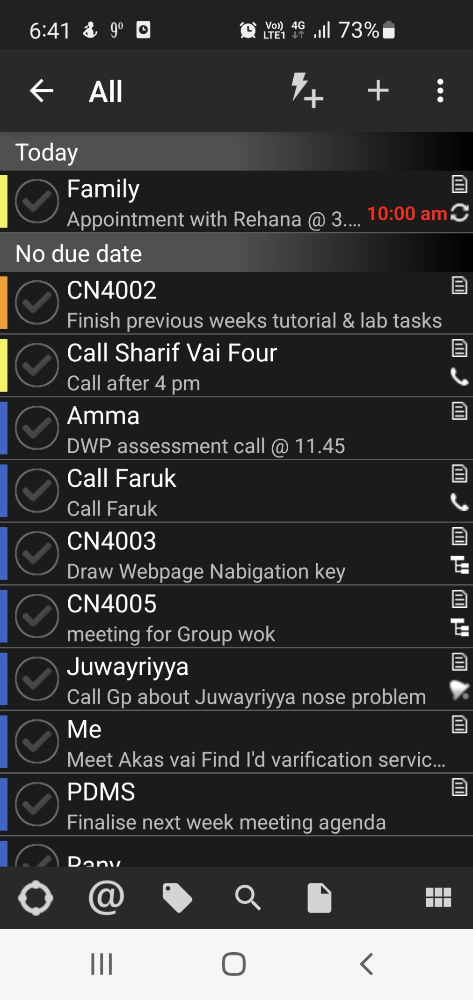 6:41 9° Vo)) LTE1 4G 73%
All
Today
Family
Appointment with Rehana @ 3.... 10:00 am
No due date
CN4002
Finish previous weeks tutorial & lab tasks
Call Sharif Vai Four
Call after 4 pm
Amma
DWP assessment call @ 11.45
Call Faruk
Call Faruk
CN4003
Draw Webpage Nabigation key
CN4005
meeting for Group wok
Juwayriyya
Call Gp about Juwayriyya nose problem
Me
Meet Akas vai Find I'd varification servic...
PDMS
Finalise next week meeting agenda
@